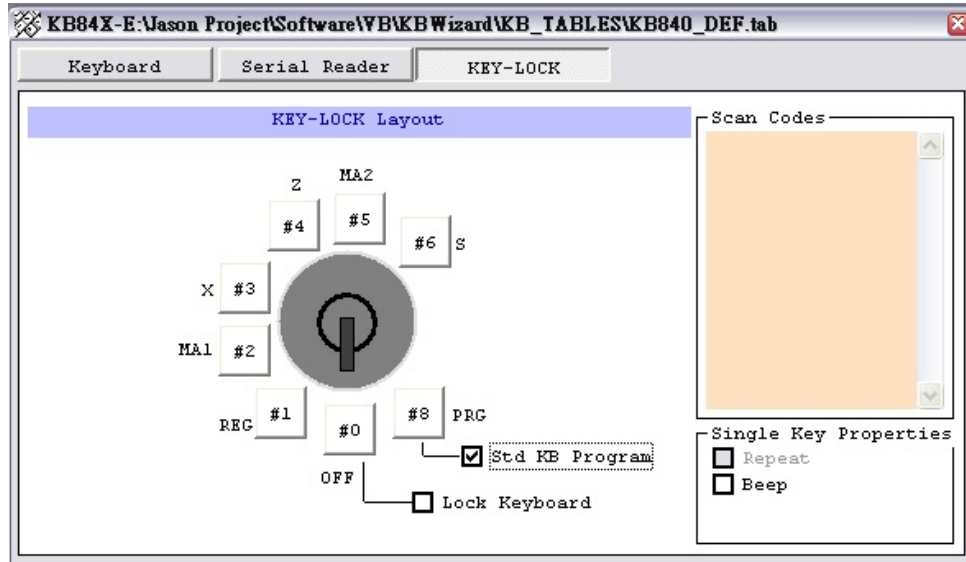 KB84X-E:\Jason Project\Software\VB\KBWizard\KB_TABLES\KB840_DEF.tab
Keyboard
Serial Reader
KEY-LOCK
KEY-LOCK Layout
Z
MA2
#4
#5
#6
S
X
#3
MA1
#2
REG
#1
#0
#8
PRG
OFF
Std KB Program
Lock Keyboard
Scan Codes
Single Key Properties
Repeat
Beep